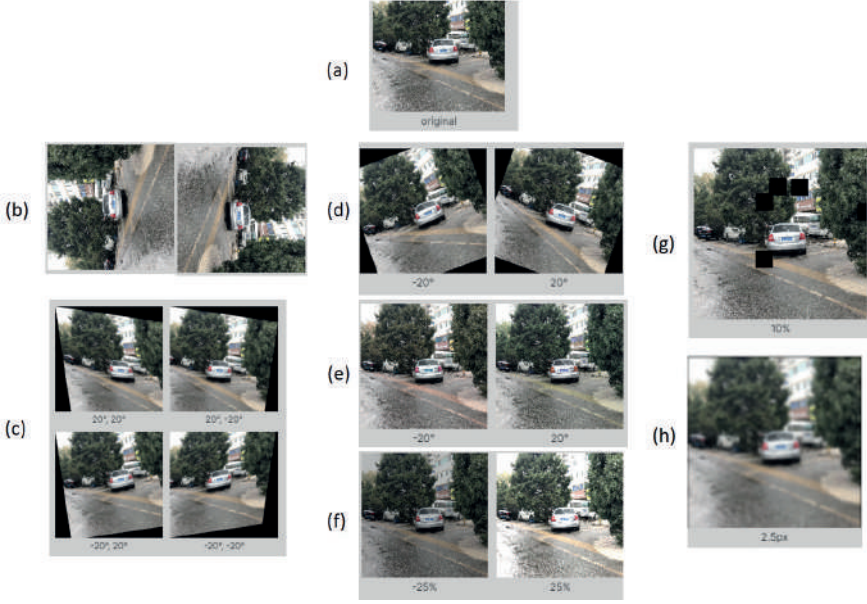 (a)
original
(b)
(c)
20°, 20°
20°, -20°
-20°, 20°
-20°, -20°
(d)
-20°
20°
(e)
-20°
20°
(f)
-25%
25%
(g)
10%
(h)
2.5px